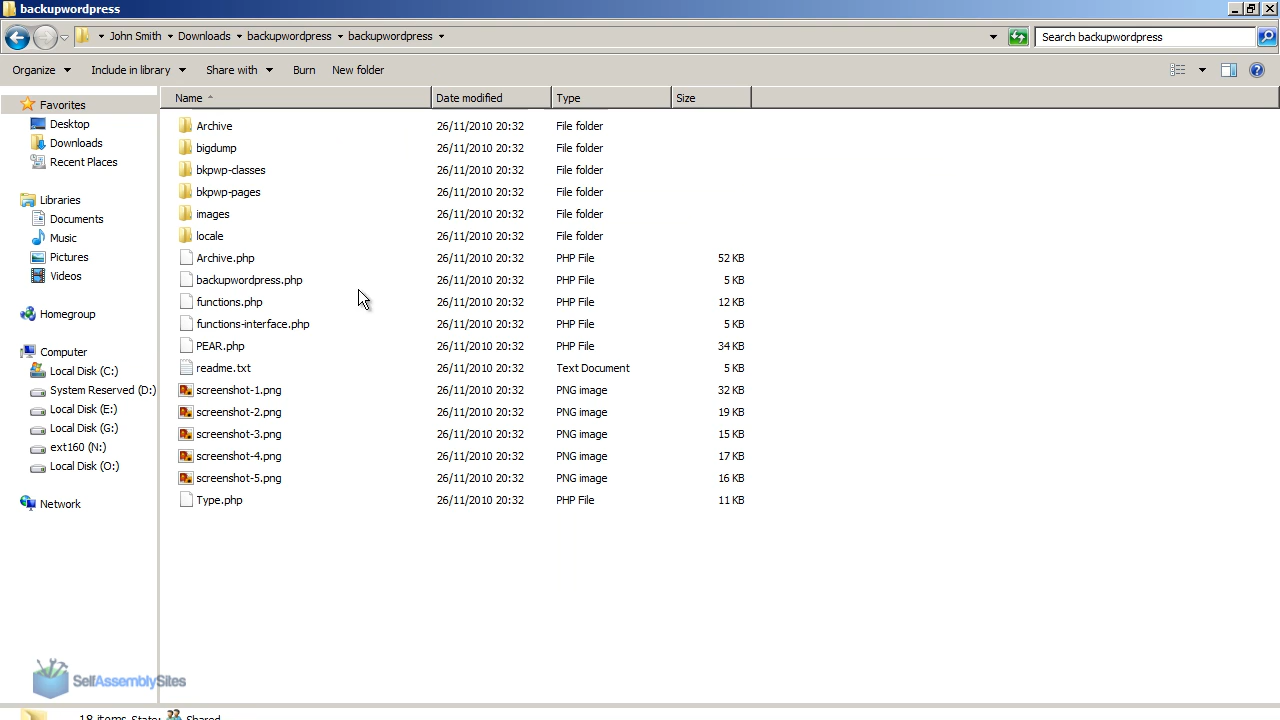 backupwordpress
John Smith Downloads backupwordpress backupwordpress
Search backupwordpress
Organize Include in library Share with Burn New folder
Favorites
Desktop
Downloads
Recent Places
Libraries
Documents
Music
Pictures
Videos
Homegroup
Computer
Local Disk (C:)
System Reserved (D:)
Local Disk (E:)
Local Disk (G:)
ext160 (N:)
Local Disk (O:)
Network
Name Date modified Type Size
Archive 26/11/2010 20:32 File folder
bigdump 26/11/2010 20:32 File folder
bkpwp-classes 26/11/2010 20:32 File folder
bkpwp-pages 26/11/2010 20:32 File folder
images 26/11/2010 20:32 File folder
locale 26/11/2010 20:32 File folder
Archive.php 26/11/2010 20:32 PHP File 52 KB
backupwordpress.php 26/11/2010 20:32 PHP File 5 KB
functions.php 26/11/2010 20:32 PHP File 12 KB
functions-interface.php 26/11/2010 20:32 PHP File 5 KB
PEAR.php 26/11/2010 20:32 PHP File 34 KB
readme.txt 26/11/2010 20:32 Text Document 5 KB
screenshot-1.png 26/11/2010 20:32 PNG image 32 KB
screenshot-2.png 26/11/2010 20:32 PNG image 19 KB
screenshot-3.png 26/11/2010 20:32 PNG image 15 KB
screenshot-4.png 26/11/2010 20:32 PNG image 17 KB
screenshot-5.png 26/11/2010 20:32 PNG image 16 KB
Type.php 26/11/2010 20:32 PHP File 11 KB
SelfAssemblySites
18 items State: Shared